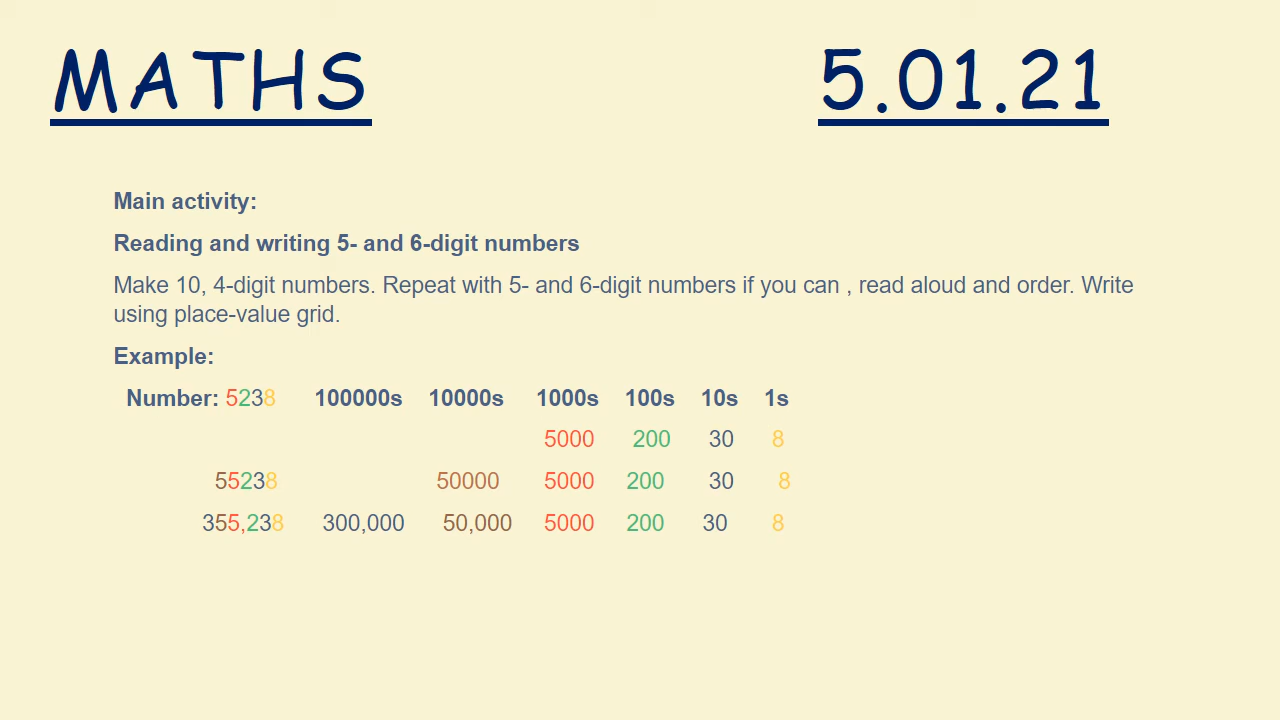 MATHS 5.01.21
Main activity:
Reading and writing 5- and 6-digit numbers
Make 10, 4-digit numbers. Repeat with 5- and 6-digit numbers if you can , read aloud and order. Write
using place-value grid.
Example:
Number: 5238 100000s 10000s 1000s 100s 10s 1s
5000 200 30 8
55238 50000 5000 200 30 8
355,238 300,000 50,000 5000 200 30 8